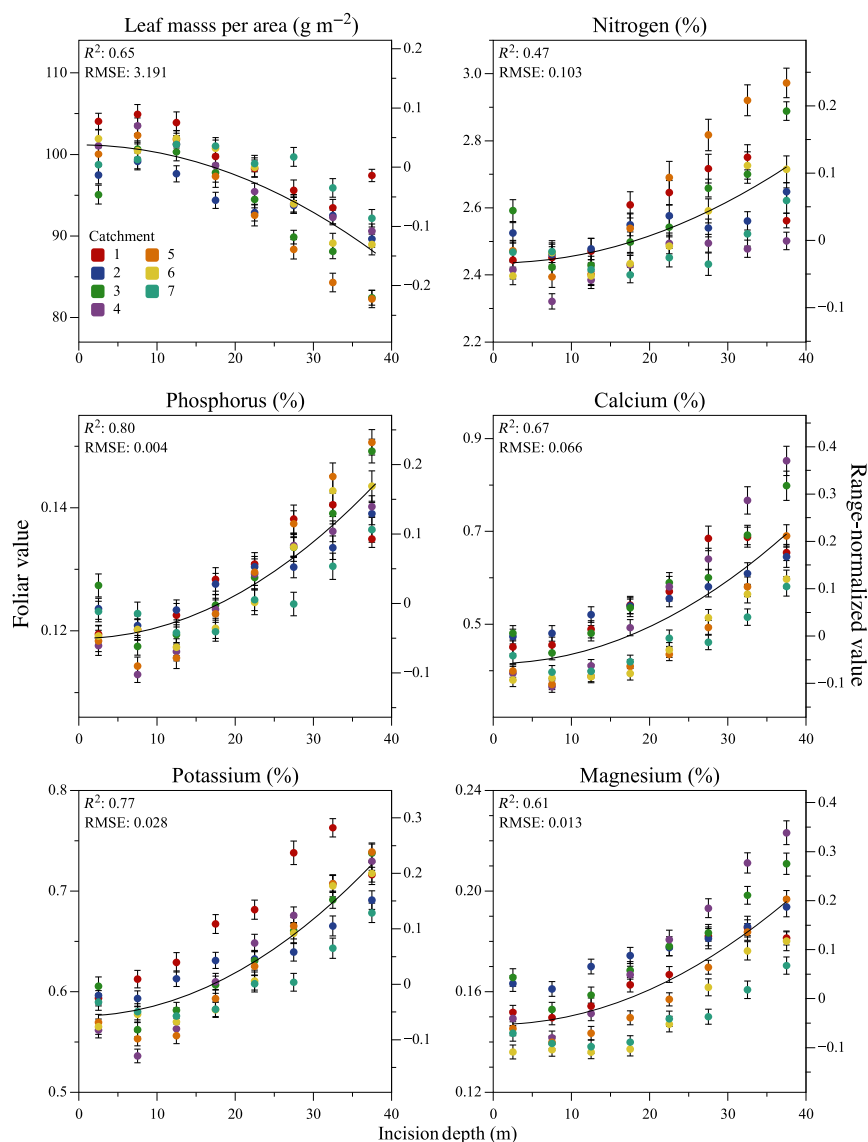 Leaf masss per area (g m⁻²)
R²: 0.65
RMSE: 3.191
110
100
90
80
0.2
0.1
0
−0.1
−0.2
Catchment
1 5
2 6
3 7
4
0 10 20 30 40
Nitrogen (%)
R²: 0.47
RMSE: 0.103
3.0
2.8
2.6
2.4
2.2
0.2
0.1
0
−0.1
0 10 20 30 40
Phosphorus (%)
R²: 0.80
RMSE: 0.004
0.14
0.12
0.2
0.1
0
−0.1
0 10 20 30 40
Calcium (%)
R²: 0.67
RMSE: 0.066
0.9
0.7
0.5
0.4
0.3
0.2
0.1
0
−0.1
0 10 20 30 40
Foliar value
Range-normalized value
Potassium (%)
R²: 0.77
RMSE: 0.028
0.8
0.7
0.6
0.5
0.3
0.2
0.1
0
−0.1
0 10 20 30 40
Magnesium (%)
R²: 0.61
RMSE: 0.013
0.24
0.20
0.16
0.12
0.4
0.3
0.2
0.1
0
−0.1
0 10 20 30 40
Incision depth (m)